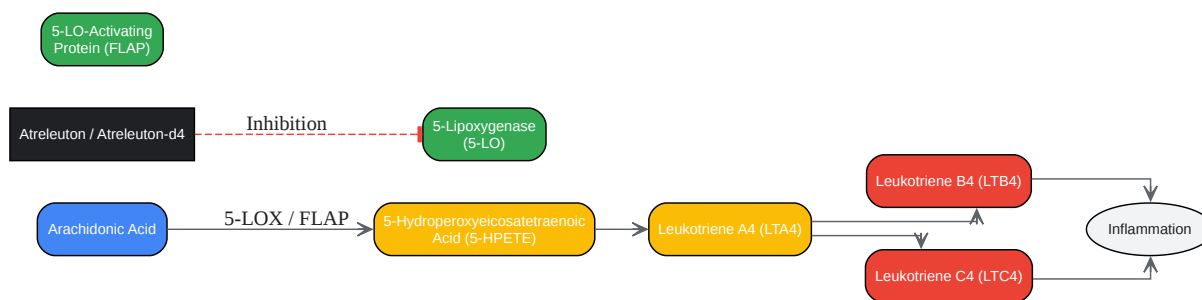 5-LO-Activating
Protein (FLAP)
Atreleuton / Atreleuton-d4
Inhibition
5-Lipoxygenase
(5-LO)
Arachidonic Acid
5-LOX / FLAP
5-Hydroperoxyeicosatetraenoic
Acid (5-HPETE)
Leukotriene A4 (LTA4)
Leukotriene B4 (LTB4)
Leukotriene C4 (LTC4)
Inflammation